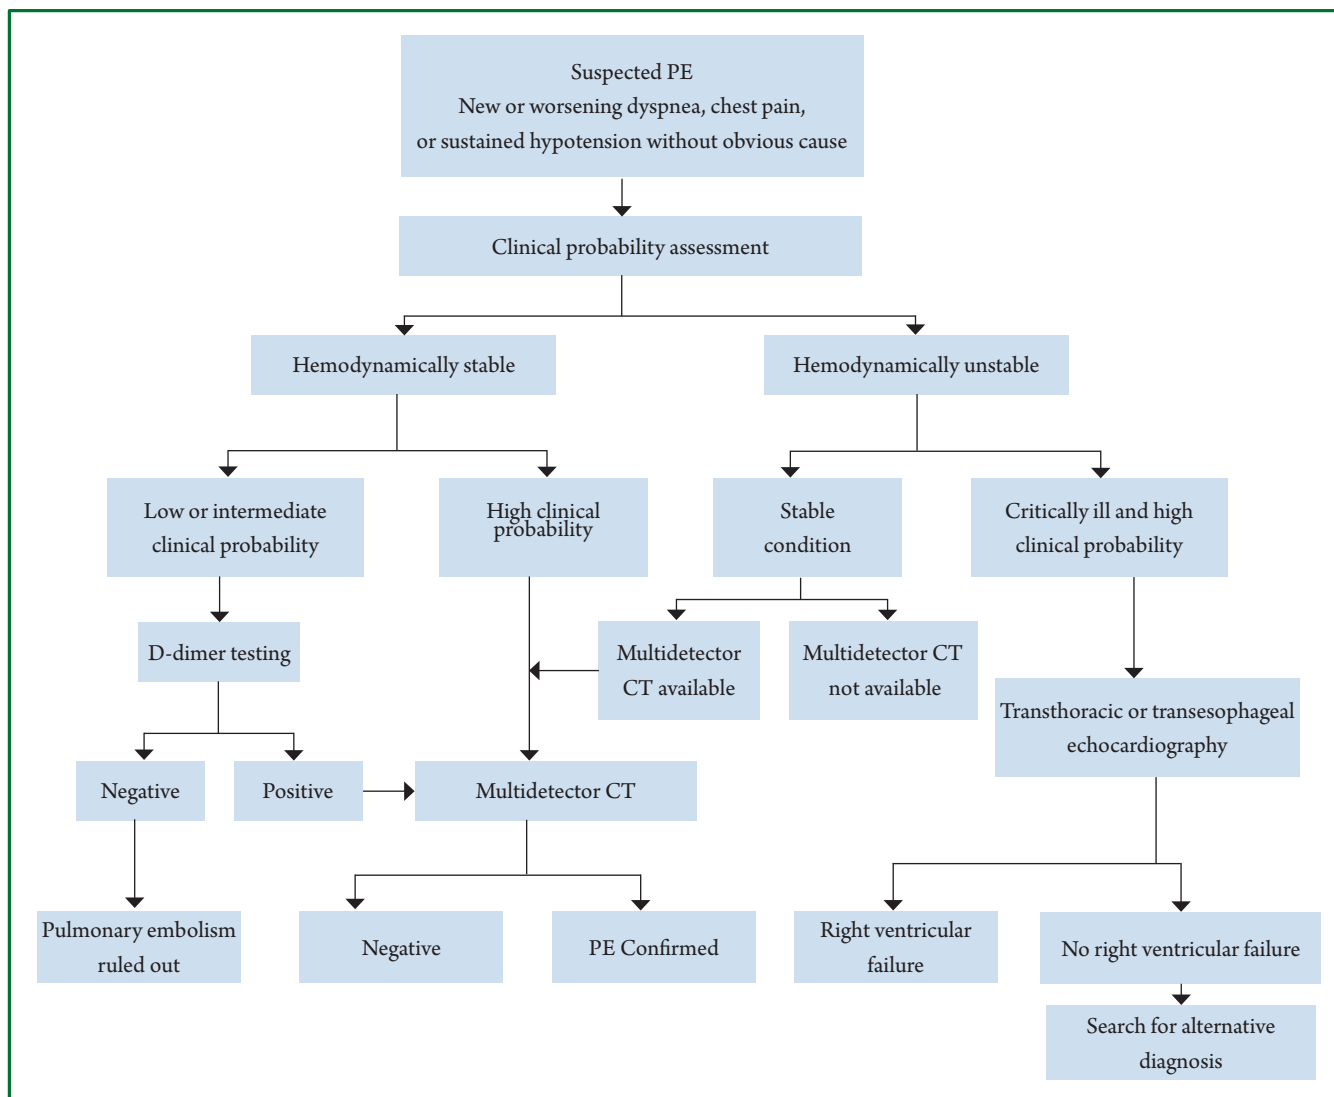 Suspected PE
New or worsening dyspnea, chest pain,
or sustained hypotension without obvious cause
Clinical probability assessment
Hemodynamically stable
Hemodynamically unstable
Low or intermediate
clinical probability
High clinical
probability
Stable
condition
Critically ill and high
clinical probability
D-dimer testing
Multidetector
CT available
Multidetector CT
not available
Transthoracic or transesophageal
echocardiography
Negative
Positive
Multidetector CT
Pulmonary embolism
ruled out
Negative
PE Confirmed
Right ventricular
failure
No right ventricular failure
Search for alternative
diagnosis